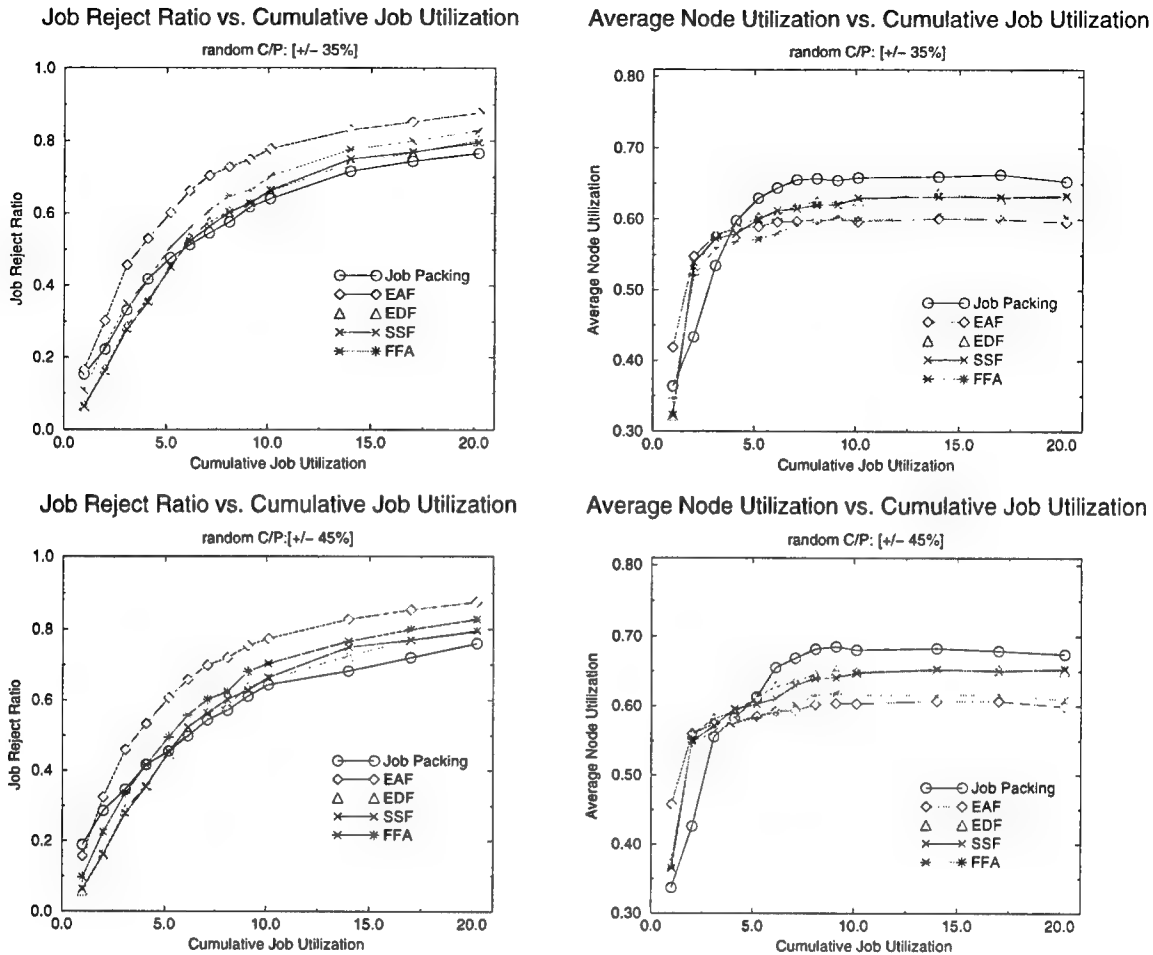 Job Reject Ratio vs. Cumulative Job Utilization
random C/P: [+/− 35%]
1.0
0.8
0.6
0.4
0.2
0.0
Job Reject Ratio
Job Packing
EAF
EDF
SSF
FFA
0.0 5.0 10.0 15.0 20.0
Cumulative Job Utilization
Average Node Utilization vs. Cumulative Job Utilization
random C/P: [+/− 35%]
0.80
0.70
0.60
0.50
0.40
0.30
Average Node Utilization
Job Packing
EAF
EDF
SSF
FFA
0.0 5.0 10.0 15.0 20.0
Cumulative Job Utilization
Job Reject Ratio vs. Cumulative Job Utilization
random C/P:[+/− 45%]
1.0
0.8
0.6
0.4
0.2
0.0
Job Reject Ratio
Job Packing
EAF
EDF
SSF
FFA
0.0 5.0 10.0 15.0 20.0
Cumulative Job Utilization
Average Node Utilization vs. Cumulative Job Utilization
random C/P: [+/− 45%]
0.80
0.70
0.60
0.50
0.40
0.30
Average Node Utilization
Job Packing
EAF
EDF
SSF
FFA
0.0 5.0 10.0 15.0 20.0
Cumulative Job Utilization